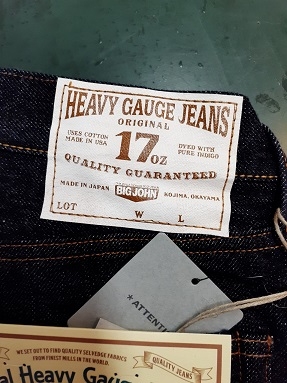 HEAVY GAUGE JEANS
ORIGINAL
USES COTTON
MADE IN USA
17OZ
DYED WITH
PURE INDIGO
QUALITY GUARANTEED
MADE IN JAPAN
BIG JOHN
KOJIMA, OKAYAMA
LOT W L
*ATTENTI
WE SET OUT TO FIND QUALITY SELVEDGE FABRICS
FROM FINEST MILLS IN THE WORLD.
QUALITY JEANS
al Heavy Gaug